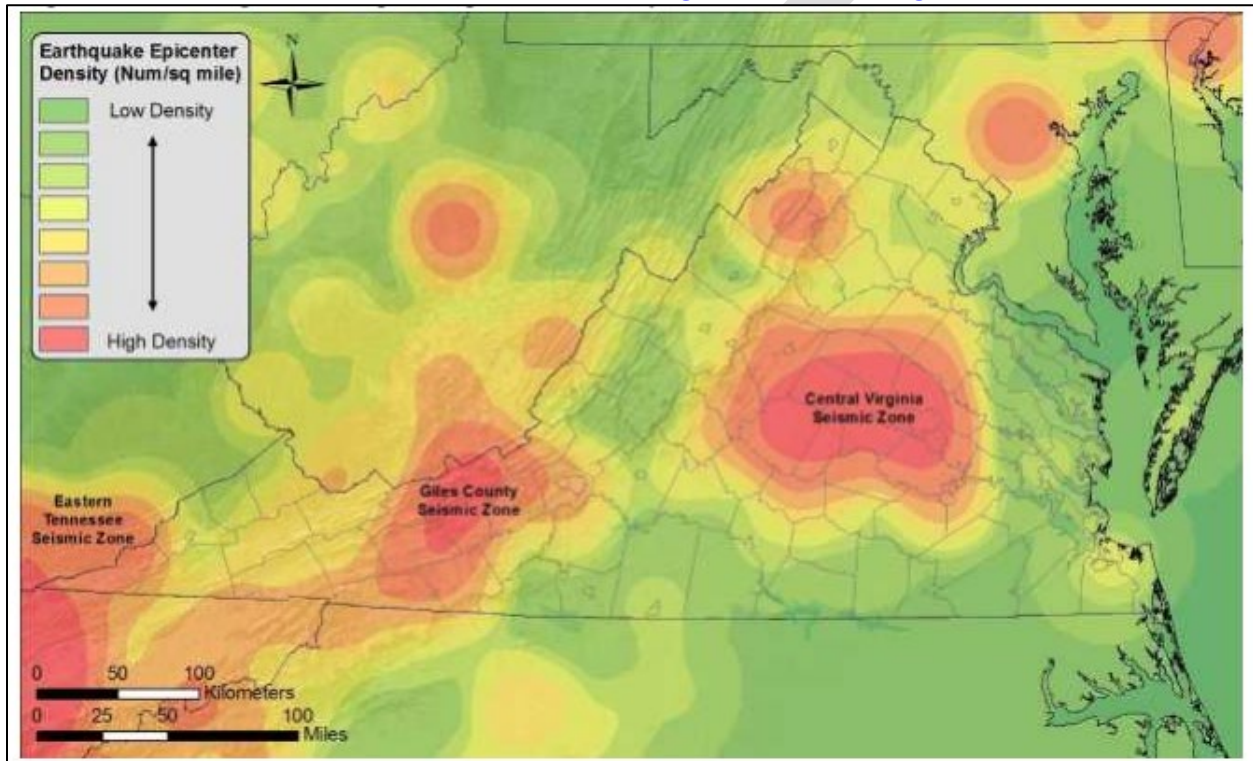 Earthquake Epicenter
Density (Num/sq mile)
Low Density
High Density
N
Central Virginia
Seismic Zone
Giles County
Seismic Zone
Eastern
Tennessee
Seismic Zone
0 50 100
Kilometers
0 25 50 100
Miles